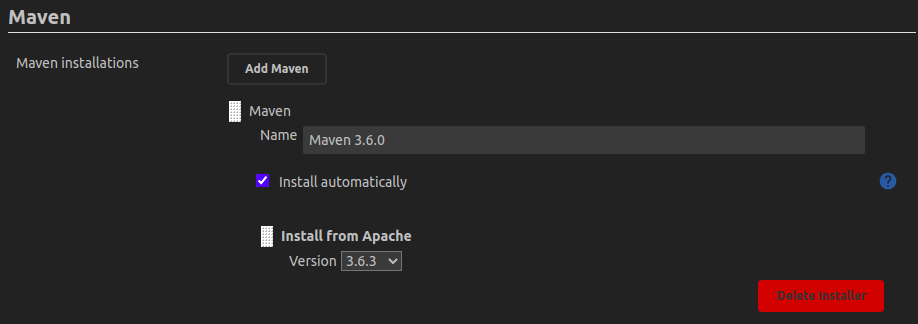 Maven
Maven installations
Add Maven
Maven
Name
Maven 3.6.0
Install automatically
?
Install from Apache
Version 3.6.3
Delete Installer